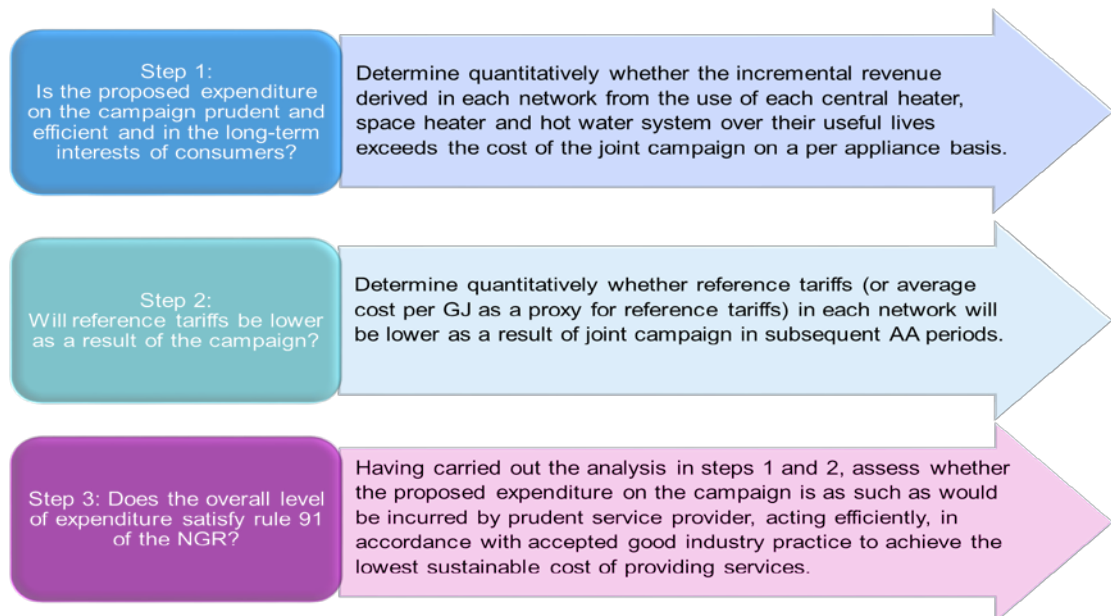 Step 1:
Is the proposed expenditure
on the campaign prudent and
efficient and in the long-term
interests of consumers?
Determine quantitatively whether the incremental revenue
derived in each network from the use of each central heater,
space heater and hot water system over their useful lives
exceeds the cost of the joint campaign on a per appliance basis.
Step 2:
Will reference tariffs be lower
as a result of the campaign?
Determine quantitatively whether reference tariffs (or average
cost per GJ as a proxy for reference tariffs) in each network will
be lower as a result of joint campaign in subsequent AA periods.
Step 3: Does the overall level
of expenditure satisfy rule 91
of the NGR?
Having carried out the analysis in steps 1 and 2, assess whether
the proposed expenditure on the campaign is as such as would
be incurred by prudent service provider, acting efficiently, in
accordance with accepted good industry practice to achieve the
lowest sustainable cost of providing services.